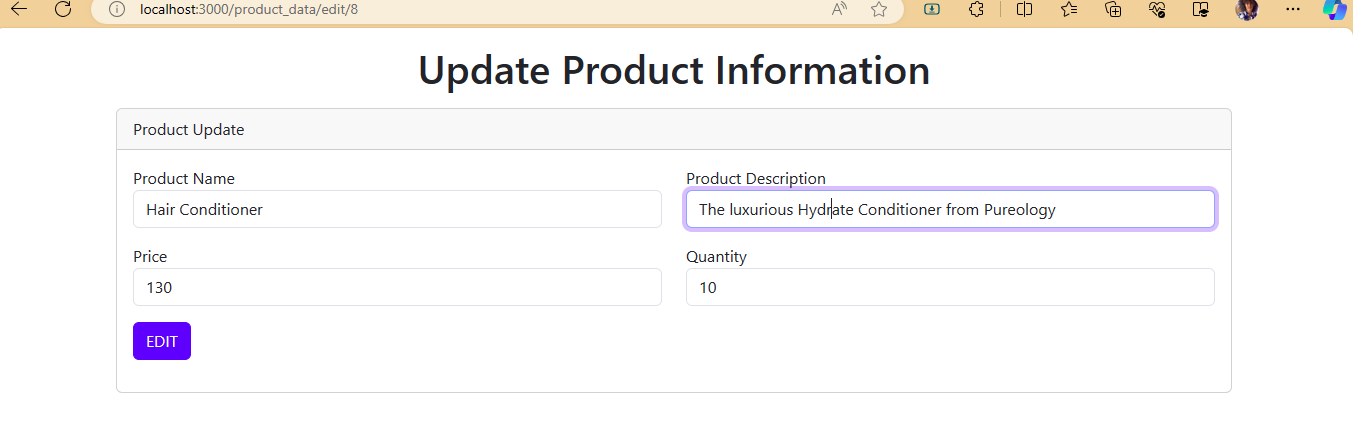 localhost:3000/product_data/edit/8
Update Product Information
Product Update
Product Name
Product Description
Hair Conditioner
The luxurious Hydrate Conditioner from Pureology
Price
Quantity
130
10
EDIT